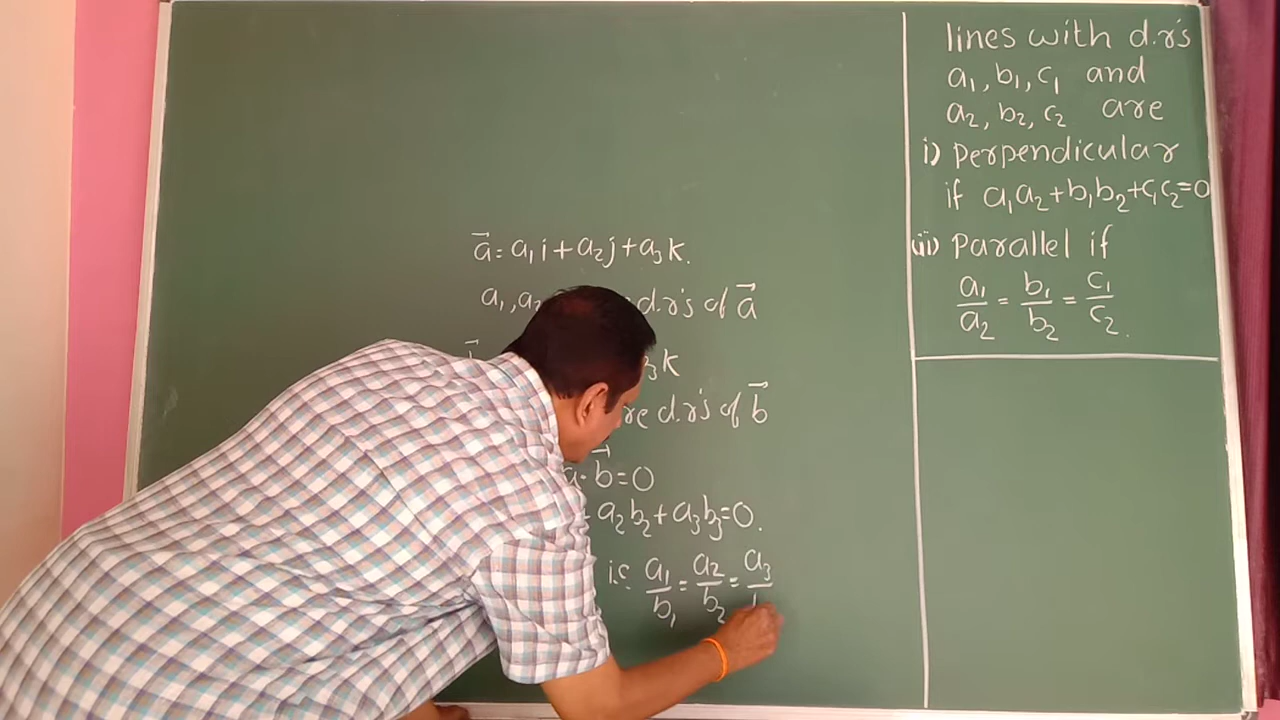 a⃗ = a₁i + a₂j + a₃k.
a₁, a₂ d.r's of a⃗
₃k
re d.r's of b⃗
a⃗ · b⃗ = 0
+ a₂b₂ + a₃b₃ = 0.
a₁/b₁ = a₂/b₂ = a₃/
lines with d.r's
a₁, b₁, c₁ and
a₂, b₂, c₂ are
i) perpendicular
if a₁a₂ + b₁b₂ + c₁c₂ = 0
ii) parallel if
a₁/a₂ = b₁/b₂ = c₁/c₂.